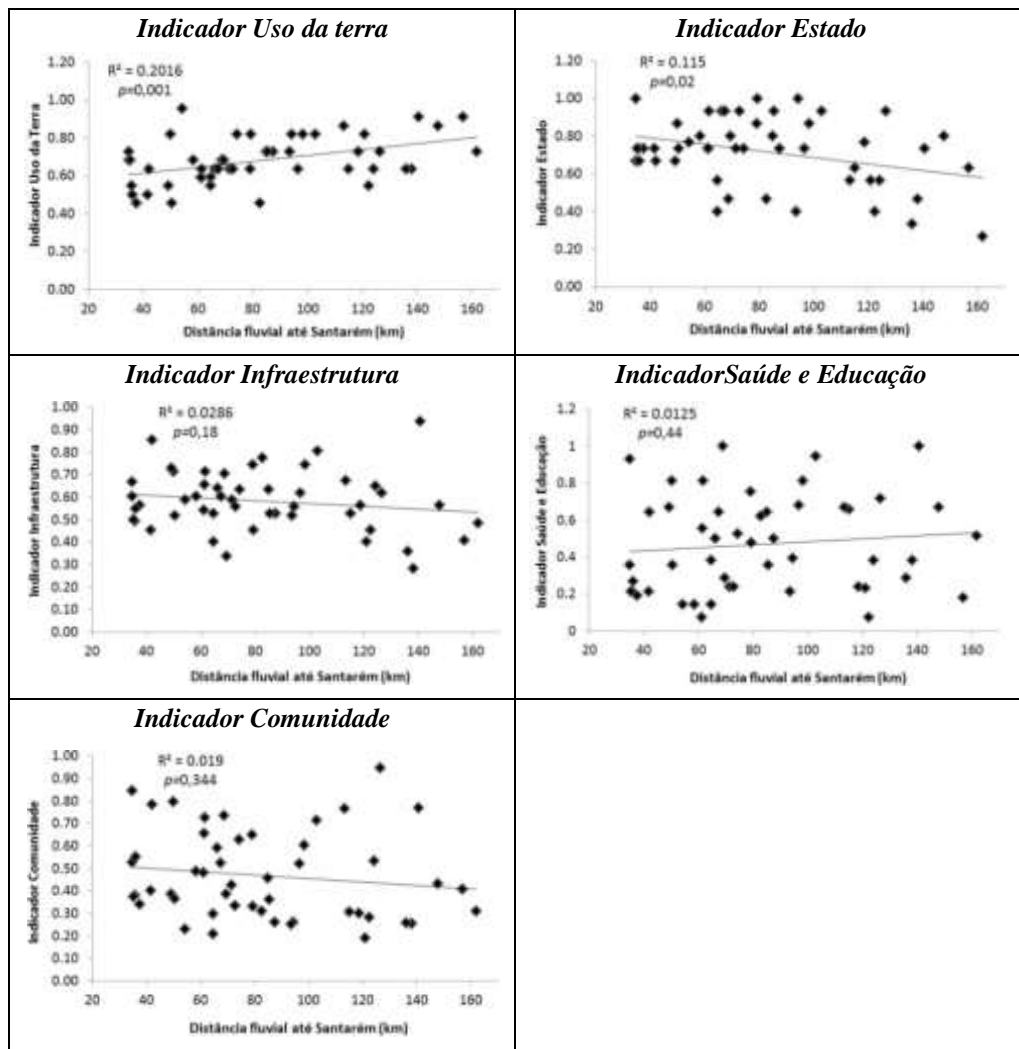 Indicador Uso da terra
R² = 0.2016
p=0,001
Indicador Uso da Terra
1.20
1.00
0.80
0.60
0.40
0.20
0.00
20 40 60 80 100 120 140 160
Distância fluvial até Santarém (km)
Indicador Estado
R² = 0.115
p=0,02
Indicador Estado
1.20
1.00
0.80
0.60
0.40
0.20
0.00
20 40 60 80 100 120 140 160
Distância fluvial até Santarém (km)
Indicador Infraestrutura
R² = 0.0286
p=0,18
Indicador Infraestrutura
1.00
0.90
0.80
0.70
0.60
0.50
0.40
0.30
0.20
0.10
0.00
20 40 60 80 100 120 140 160
Distância fluvial até Santarém (km)
IndicadorSaúde e Educação
R² = 0.0125
p=0,44
Indicador Saúde e Educação
1.2
1
0.8
0.6
0.4
0.2
0
20 40 60 80 100 120 140 160
Distância fluvial até Santarém (km)
Indicador Comunidade
R² = 0.019
p=0,344
Indicador Comunidade
1.00
0.90
0.80
0.70
0.60
0.50
0.40
0.30
0.20
0.10
0.00
20 40 60 80 100 120 140 160
Distância fluvial até Santarém (km)